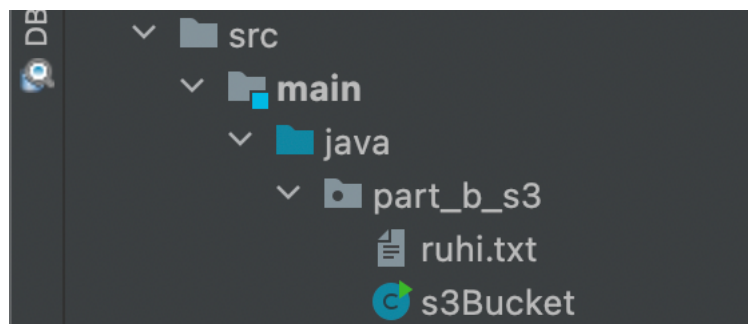 DB
src
main
java
part_b_s3
ruhi.txt
s3Bucket